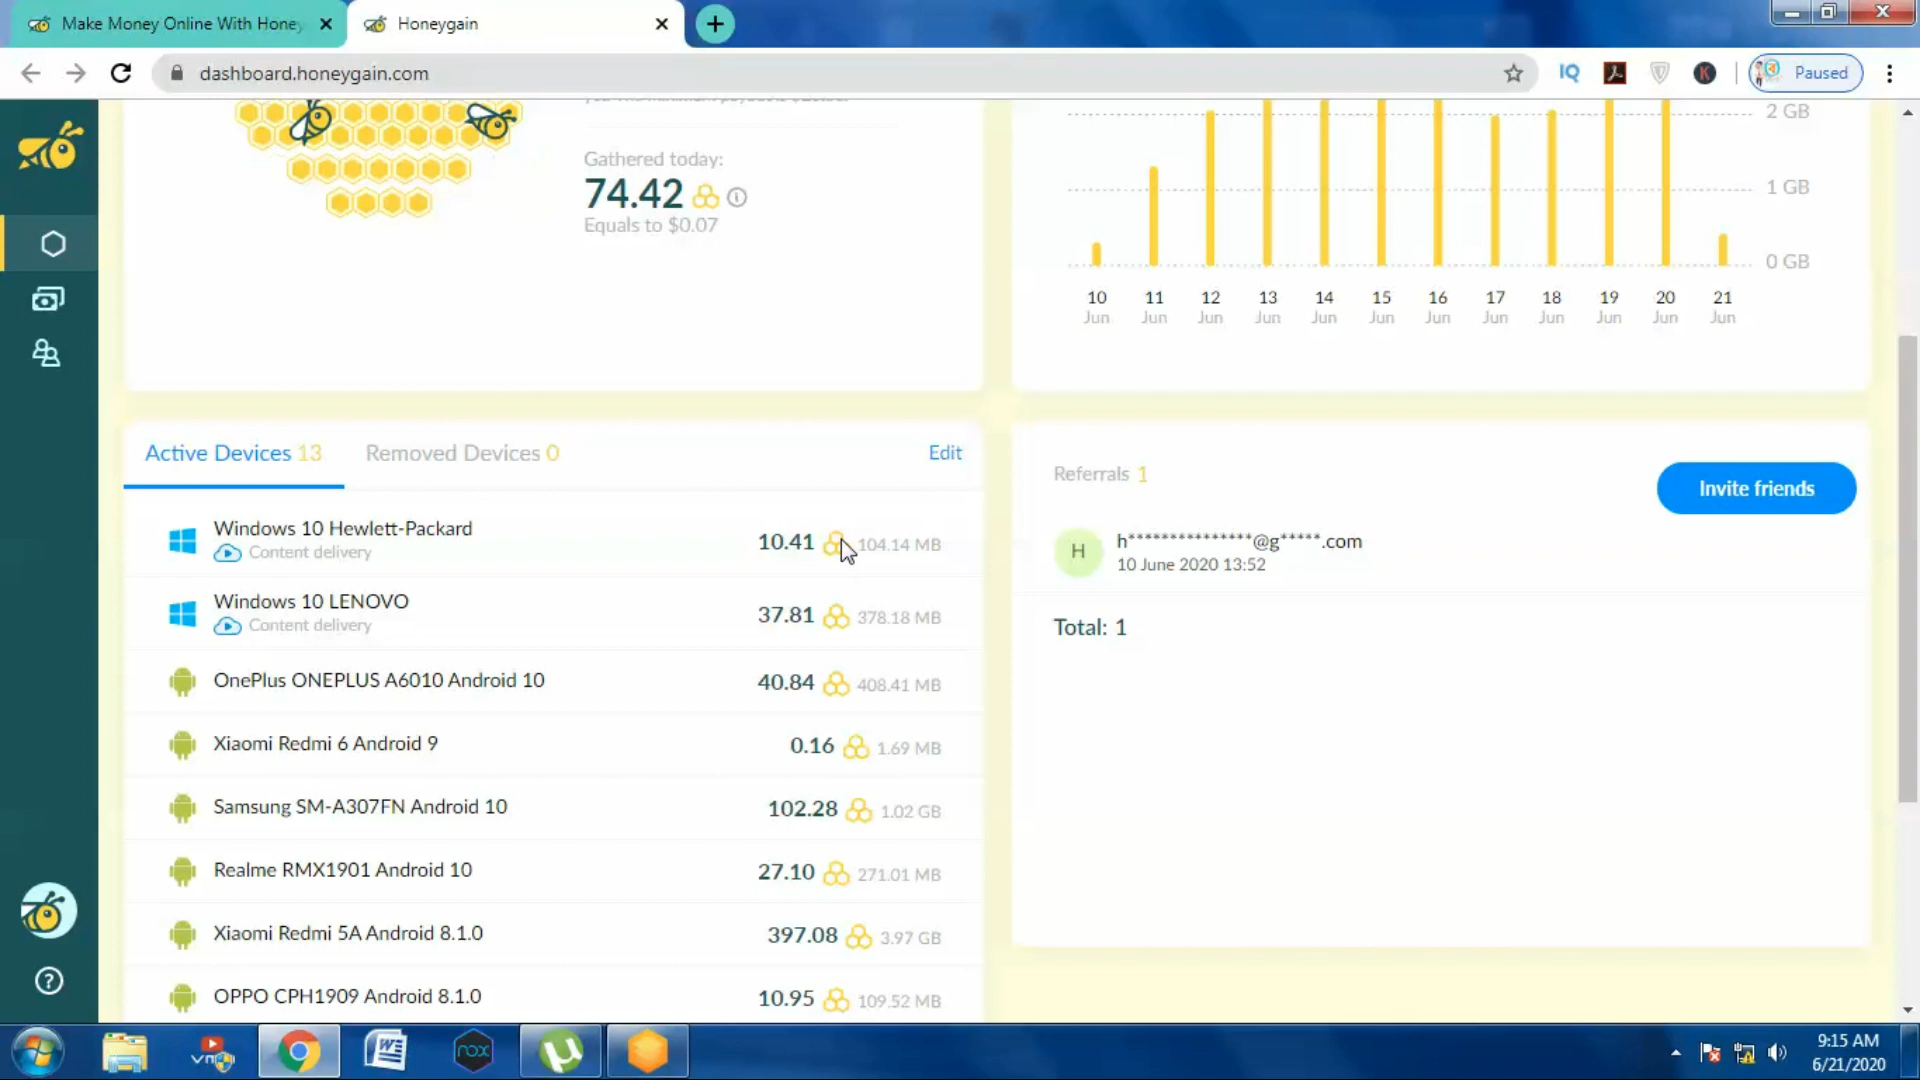 Make Money Online With Honey
Honeygain
dashboard.honeygain.com
IQ
K
Paused
Gathered today:
74.42
Equals to $0.07
2 GB
1 GB
0 GB
10 11 12 13 14 15 16 17 18 19 20 21
Jun Jun Jun Jun Jun Jun Jun Jun Jun Jun Jun Jun
Active Devices 13
Removed Devices 0
Edit
Windows 10 Hewlett-Packard
Content delivery
10.41 104.14 MB
Windows 10 LENOVO
Content delivery
37.81 378.18 MB
OnePlus ONEPLUS A6010 Android 10
40.84 408.41 MB
Xiaomi Redmi 6 Android 9
0.16 1.69 MB
Samsung SM-A307FN Android 10
102.28 1.02 GB
Realme RMX1901 Android 10
27.10 271.01 MB
Xiaomi Redmi 5A Android 8.1.0
397.08 3.97 GB
OPPO CPH1909 Android 8.1.0
10.95 109.52 MB
Referrals 1
Invite friends
H
h***************@g*****.com
10 June 2020 13:52
Total: 1
nox
9:15 AM
6/21/2020